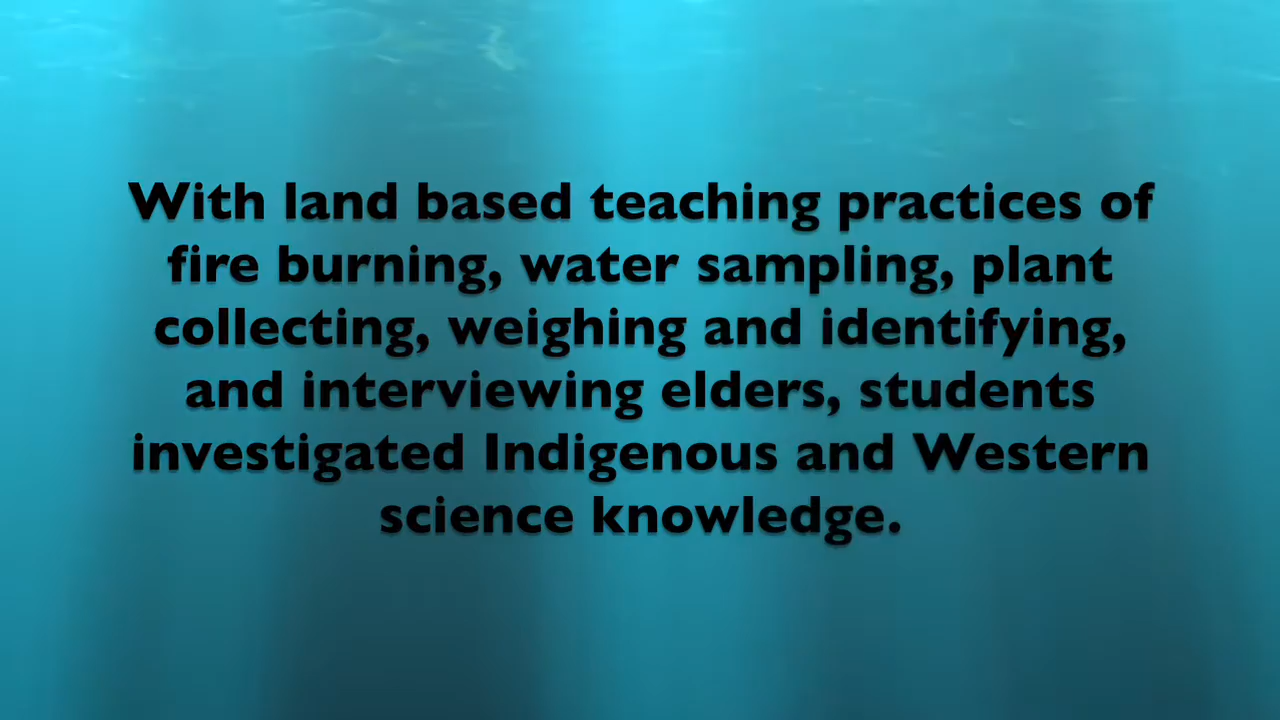 With land based teaching practices of
fire burning, water sampling, plant
collecting, weighing and identifying,
and interviewing elders, students
investigated Indigenous and Western
science knowledge.